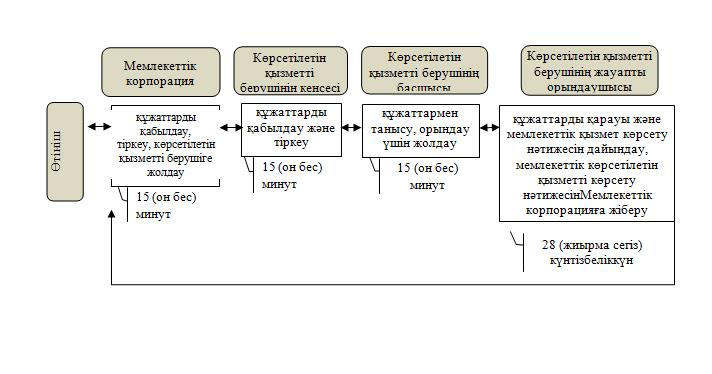 Мемлекеттік
корпорация
Көрсетілетін
қызметті
берушінін кенсесі
Көрсетілетін
қызметті берушінің
басшысы
Көрсетілетін қызметті
берушінің жауапты
орындаушысы
Өтініш
құжаттарды
қабылдау,
тіркеу, көрсетілетін
қызметті берушіге
жолдау
құжаттарды
қабылдау және
тіркеу
құжаттармен
танысу, орындау
үшін жолдау
құжаттарды қарауы және
мемлекеттік қызмет көрсету
нәтижесін дайындау,
мемлекеттік көрсетілетін
қызметті көрсету
нәтижесінМемлекеттік
корпорацияға жіберу
15 (он бес)
минут
15 (он бес)
минут
15 (он бес)
минут
28 (жиырма сегіз)
күнтізбеліккүн